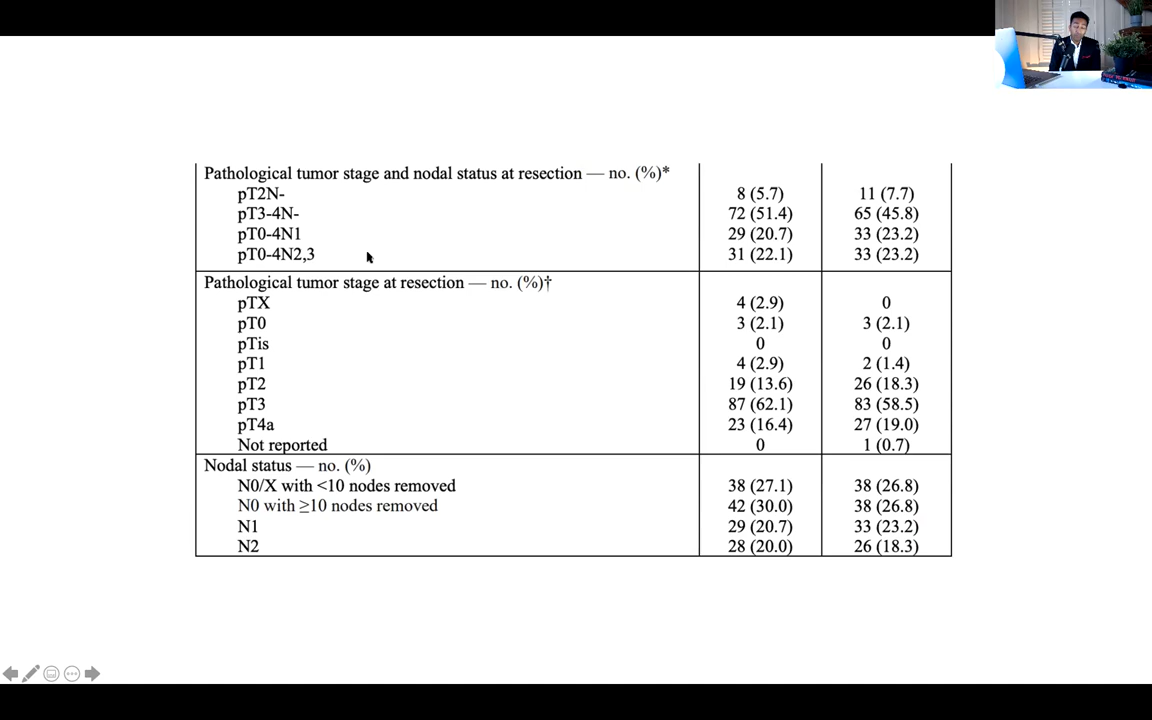 Pathological tumor stage and nodal status at resection — no. (%)*
pT2N- 8 (5.7) 11 (7.7)
pT3-4N- 72 (51.4) 65 (45.8)
pT0-4N1 29 (20.7) 33 (23.2)
pT0-4N2,3 31 (22.1) 33 (23.2)
Pathological tumor stage at resection — no. (%)†
pTX 4 (2.9) 0
pT0 3 (2.1) 3 (2.1)
pTis 0 0
pT1 4 (2.9) 2 (1.4)
pT2 19 (13.6) 26 (18.3)
pT3 87 (62.1) 83 (58.5)
pT4a 23 (16.4) 27 (19.0)
Not reported 0 1 (0.7)
Nodal status — no. (%)
N0/X with <10 nodes removed 38 (27.1) 38 (26.8)
N0 with ≥10 nodes removed 42 (30.0) 38 (26.8)
N1 29 (20.7) 33 (23.2)
N2 28 (20.0) 26 (18.3)